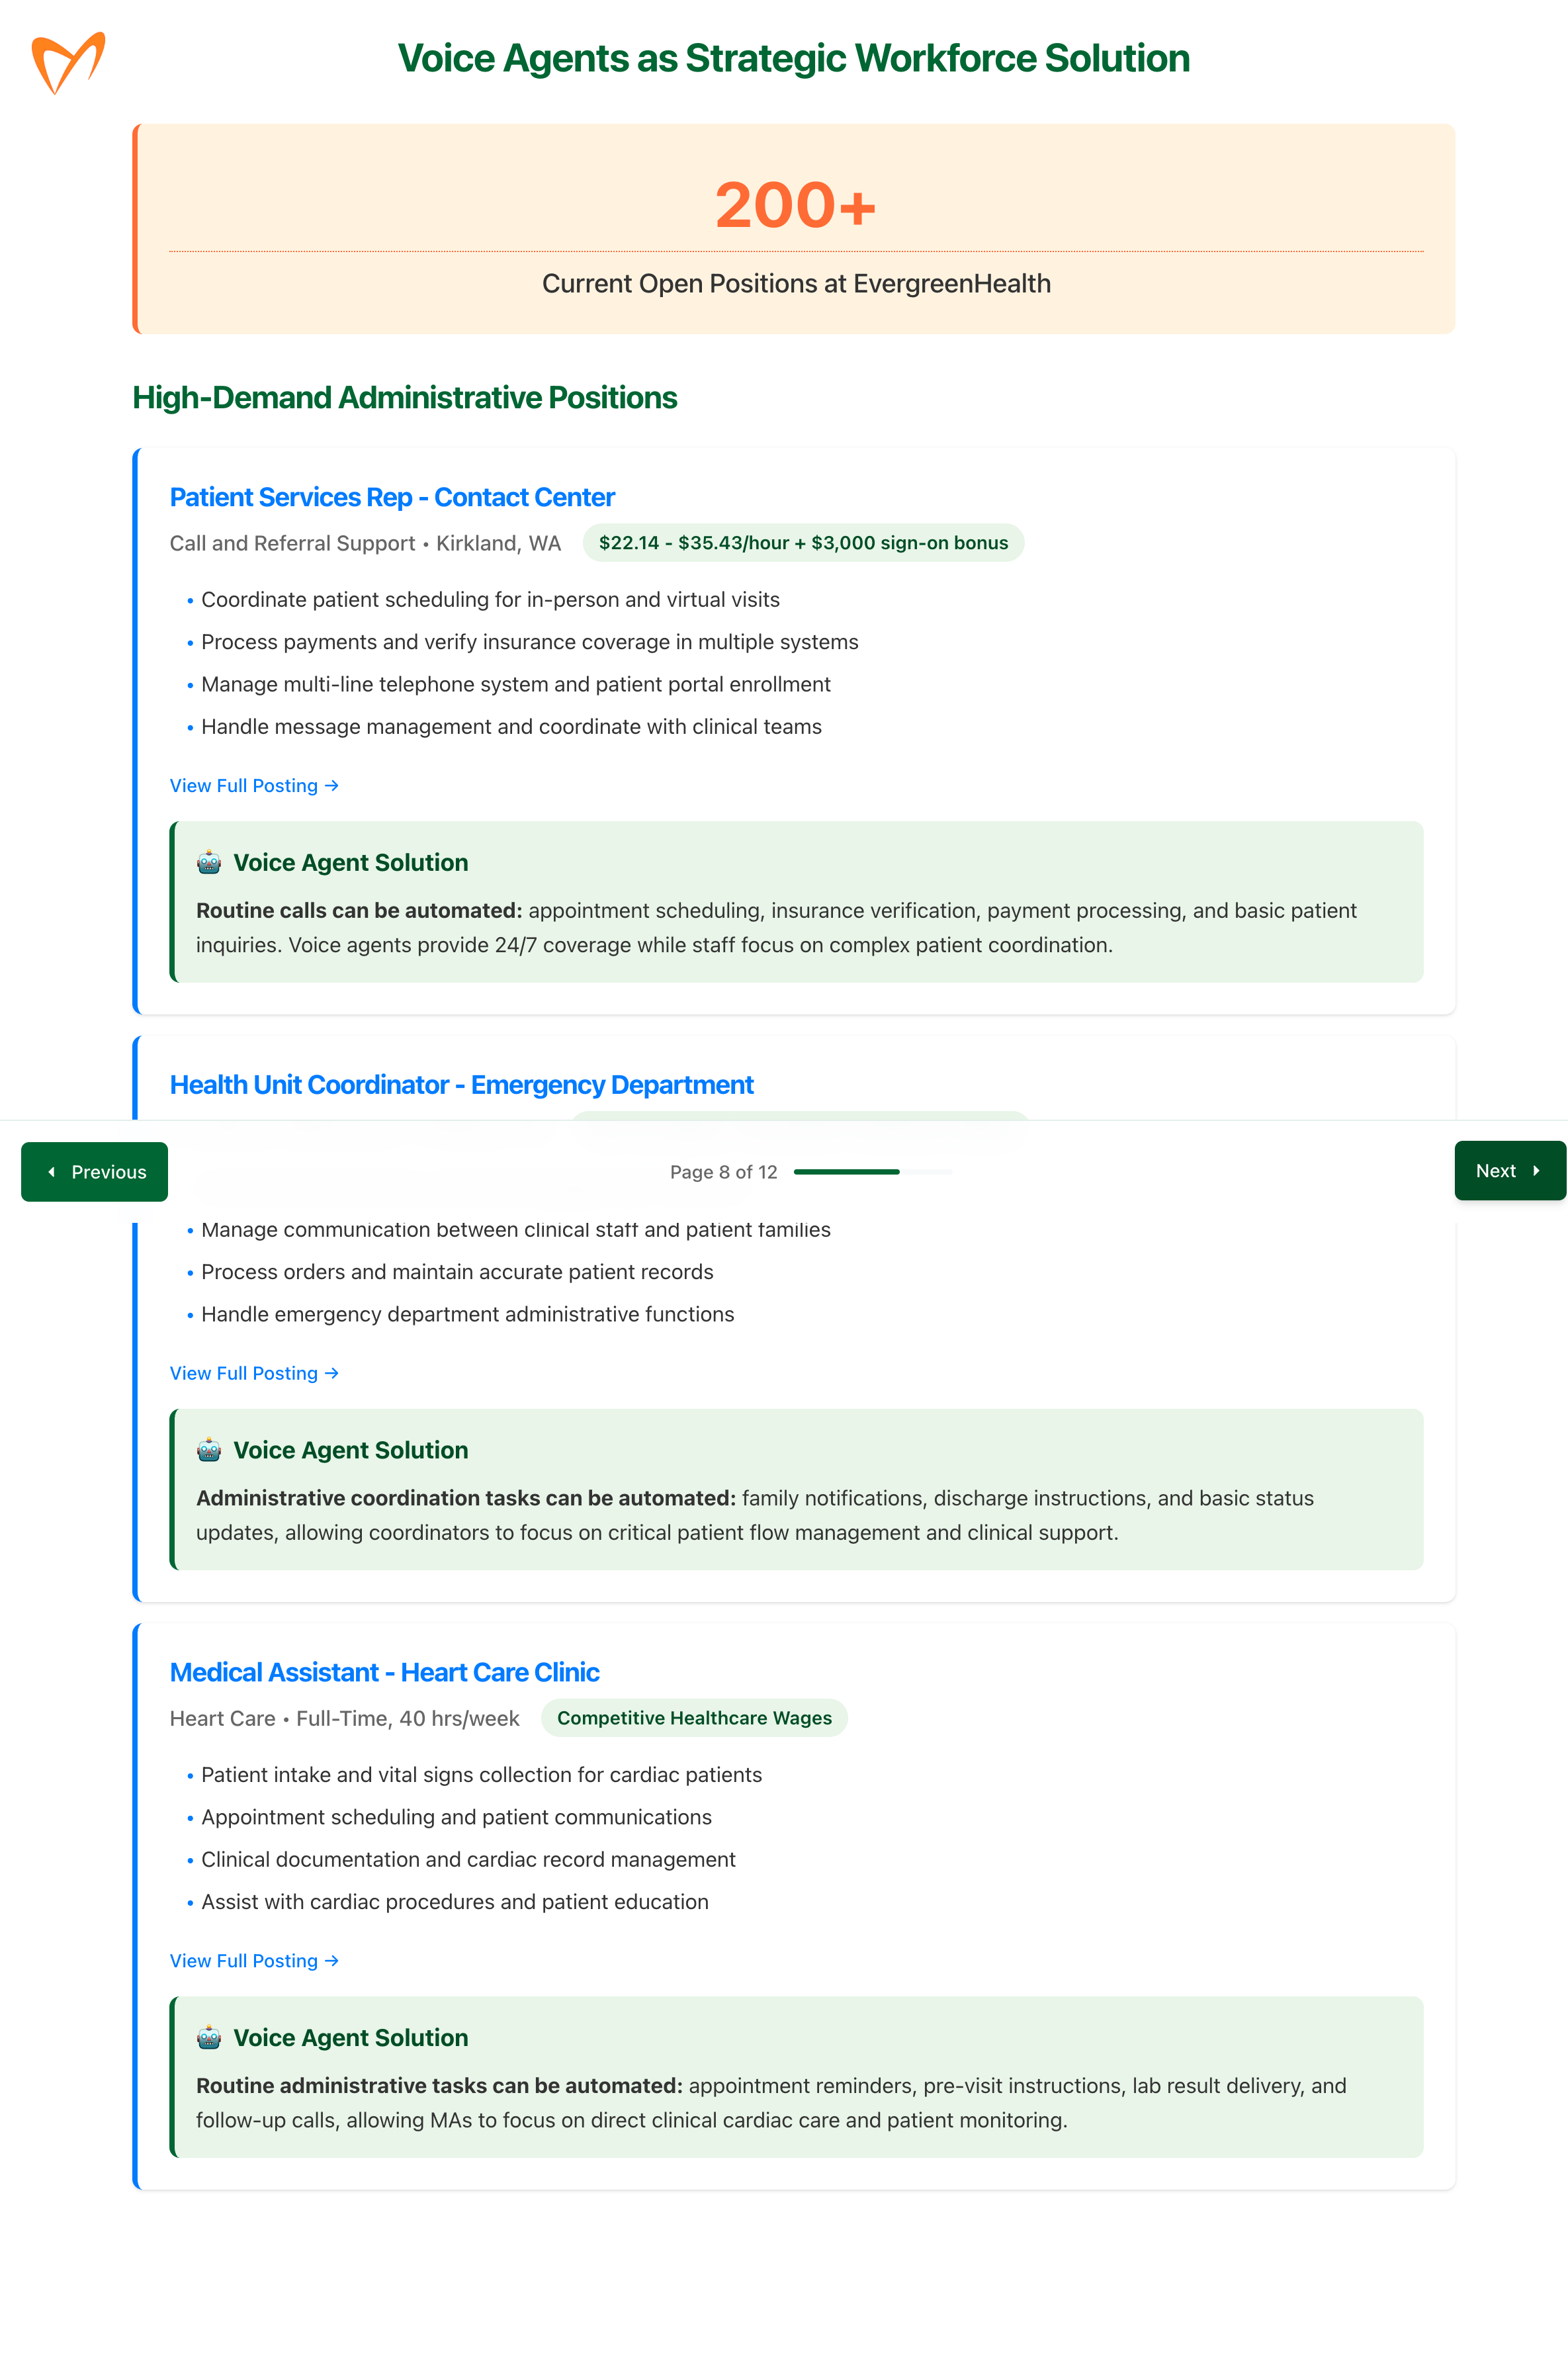 Voice Agents as Strategic Workforce Solution
200+
Current Open Positions at EvergreenHealth
High-Demand Administrative Positions
Patient Services Rep - Contact Center
Call and Referral Support • Kirkland, WA
$22.14 - $35.43/hour + $3,000 sign-on bonus
• Coordinate patient scheduling for in-person and virtual visits
• Process payments and verify insurance coverage in multiple systems
• Manage multi-line telephone system and patient portal enrollment
• Handle message management and coordinate with clinical teams
View Full Posting →
🤖 Voice Agent Solution
Routine calls can be automated: appointment scheduling, insurance verification, payment processing, and basic patient
inquiries. Voice agents provide 24/7 coverage while staff focus on complex patient coordination.
Health Unit Coordinator - Emergency Department
Previous
Page 8 of 12
Next
• Manage communication between clinical staff and patient families
• Process orders and maintain accurate patient records
• Handle emergency department administrative functions
View Full Posting →
🤖 Voice Agent Solution
Administrative coordination tasks can be automated: family notifications, discharge instructions, and basic status
updates, allowing coordinators to focus on critical patient flow management and clinical support.
Medical Assistant - Heart Care Clinic
Heart Care • Full-Time, 40 hrs/week
Competitive Healthcare Wages
• Patient intake and vital signs collection for cardiac patients
• Appointment scheduling and patient communications
• Clinical documentation and cardiac record management
• Assist with cardiac procedures and patient education
View Full Posting →
🤖 Voice Agent Solution
Routine administrative tasks can be automated: appointment reminders, pre-visit instructions, lab result delivery, and
follow-up calls, allowing MAs to focus on direct clinical cardiac care and patient monitoring.